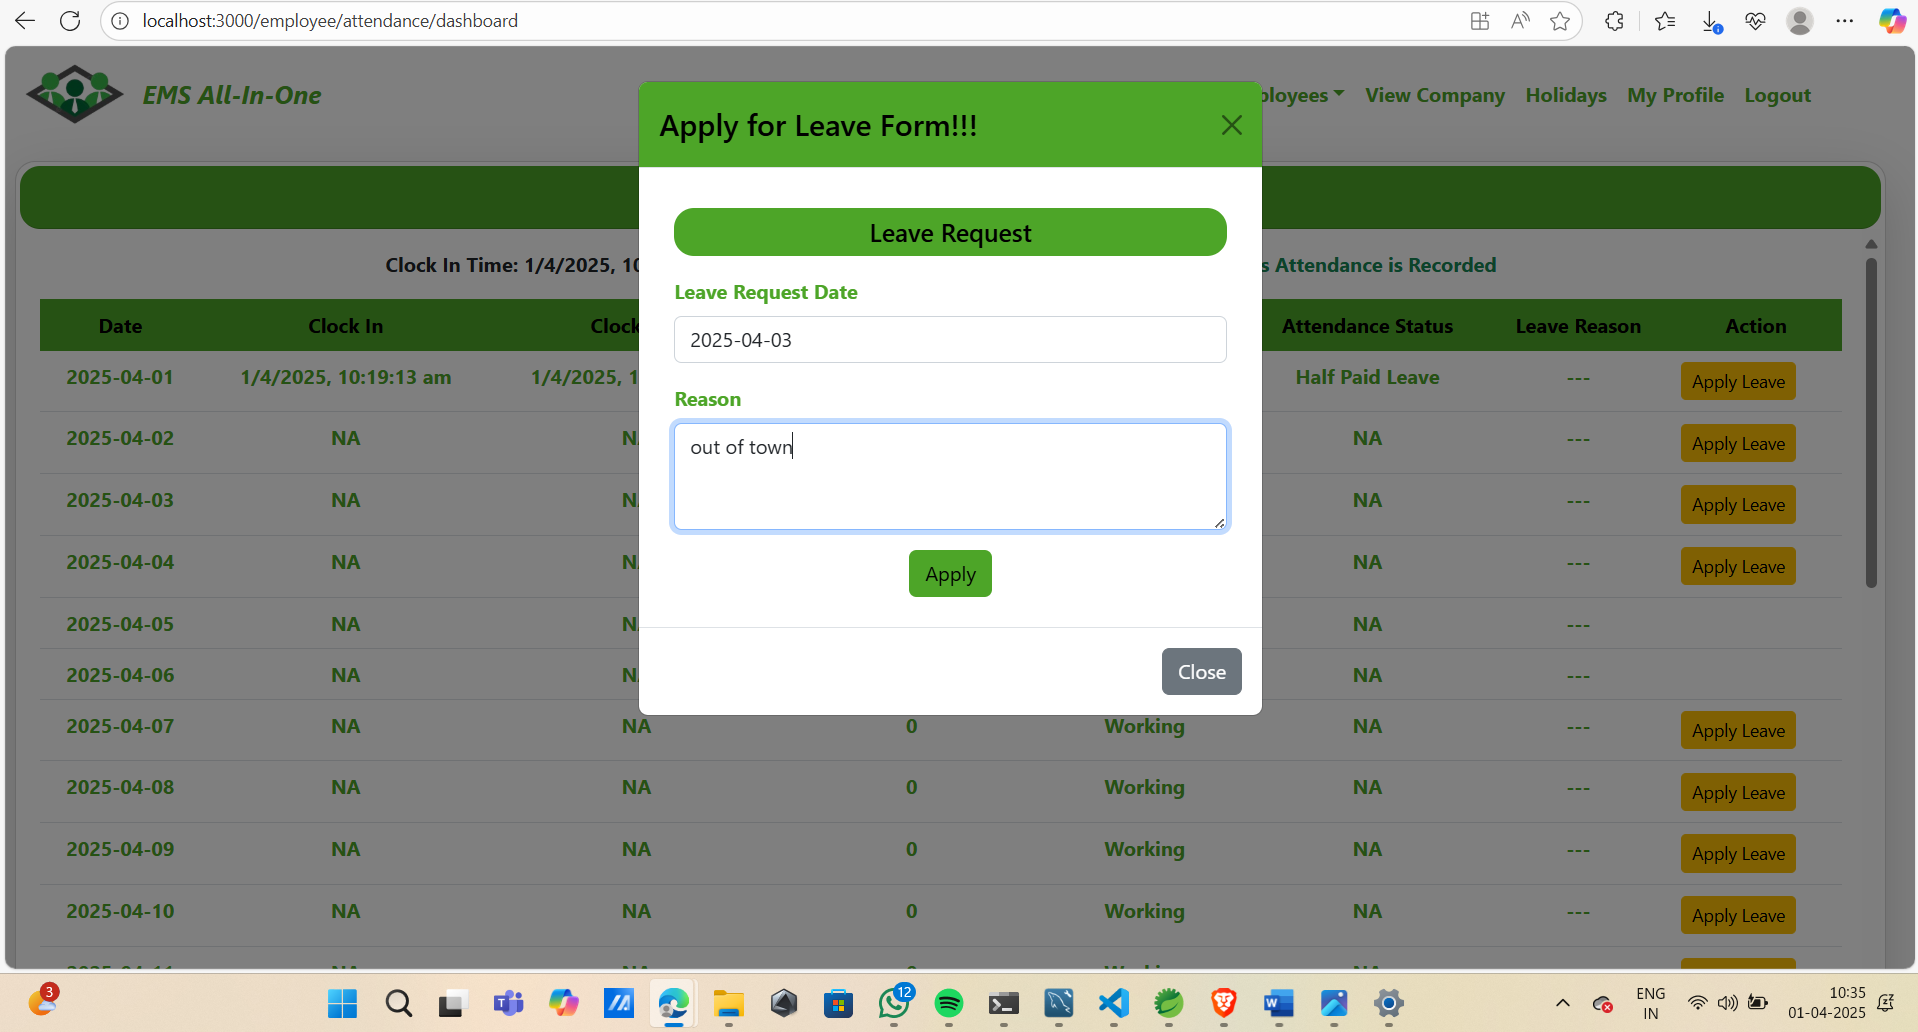 localhost:3000/employee/attendance/dashboard
EMS All-In-One
ployees View Company Holidays My Profile Logout
Apply for Leave Form!!!
Leave Request
Leave Request Date
2025-04-03
Reason
out of town
Apply
Close
Clock In Time: 1/4/2025, 10
s Attendance is Recorded
Date Clock In Clock Attendance Status Leave Reason Action
2025-04-01 1/4/2025, 10:19:13 am 1/4/2025, 1 Half Paid Leave --- Apply Leave
2025-04-02 NA N NA --- Apply Leave
2025-04-03 NA N NA --- Apply Leave
2025-04-04 NA N NA --- Apply Leave
2025-04-05 NA N NA ---
2025-04-06 NA N NA ---
2025-04-07 NA NA 0 Working NA --- Apply Leave
2025-04-08 NA NA 0 Working NA --- Apply Leave
2025-04-09 NA NA 0 Working NA --- Apply Leave
2025-04-10 NA NA 0 Working NA --- Apply Leave
3
12
ENG
IN
10:35
01-04-2025